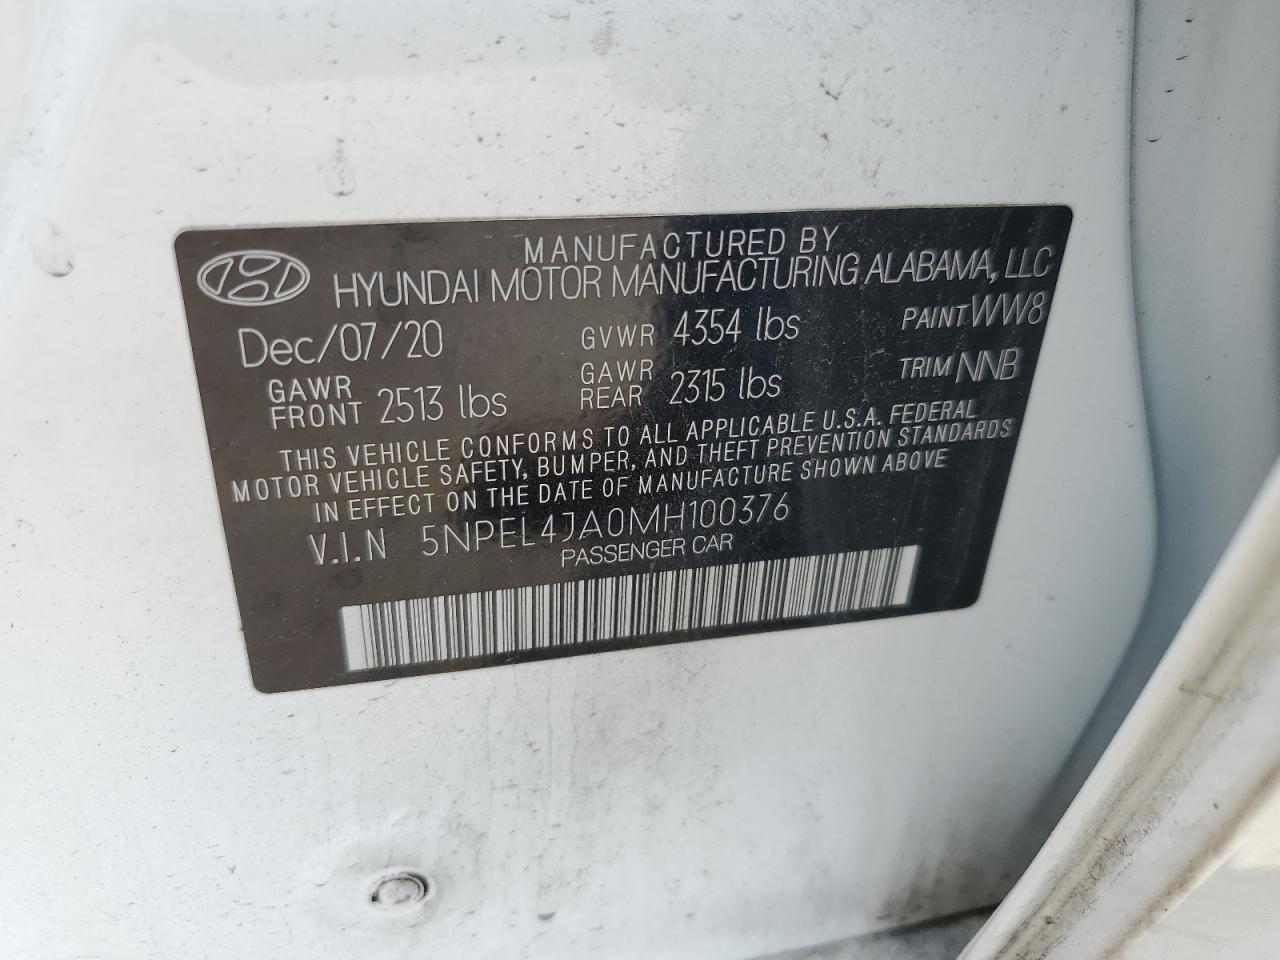 MANUFACTURED BY
HYUNDAI MOTOR MANUFACTURING ALABAMA, LLC
Dec/07/20 GVWR 4354 lbs PAINT WW8
GAWR FRONT 2513 lbs GAWR REAR 2315 lbs TRIM NNB
THIS VEHICLE CONFORMS TO ALL APPLICABLE U.S.A. FEDERAL
MOTOR VEHICLE SAFETY, BUMPER, AND THEFT PREVENTION STANDARDS
IN EFFECT ON THE DATE OF MANUFACTURE SHOWN ABOVE
V.I.N 5NPEL4JA0MH100376
PASSENGER CAR